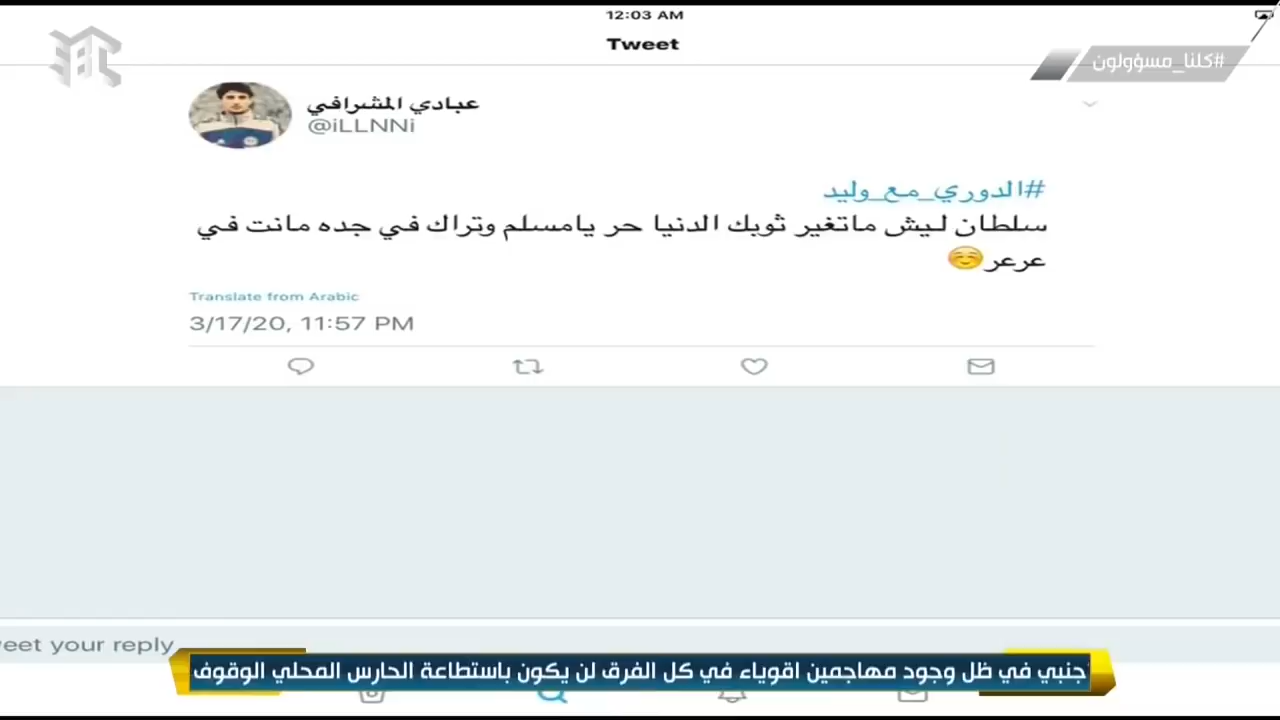 12:03 AM
Tweet
#كلنا_مسؤولون
عبادي المشرافي
@iLLNNi
#الدوري_مع_وليد
سلطان ليش ماتغير ثوبك الدنيا حر يامسلم وتراك في جده مانت في
عرعر☺️
Translate from Arabic
3/17/20, 11:57 PM
eet your reply
جنبي في ظل وجود مهاجمين اقوياء في كل الفرق لن يكون باستطاعة الحارس المحلي الوقوف